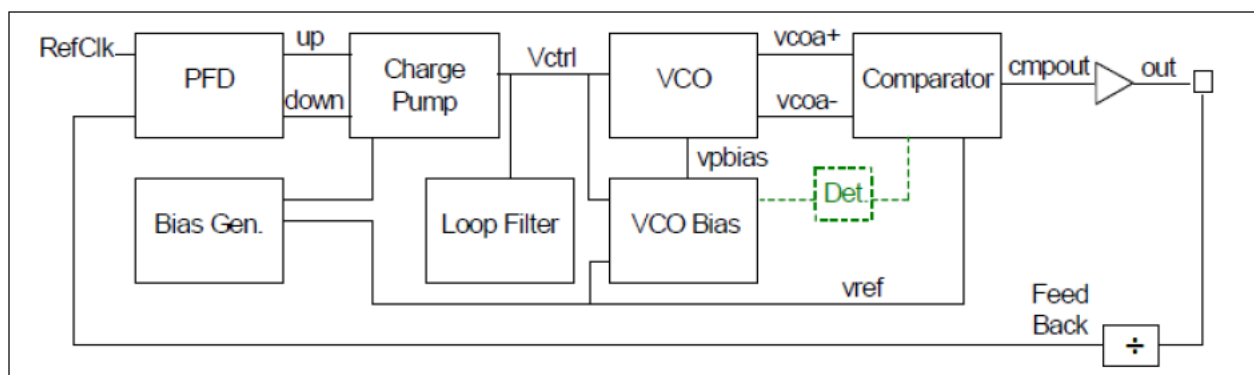 RefClk
PFD
up
down
Charge
Pump
Vctrl
VCO
vcoa+
vcoa-
Comparator
cmpout
out
vpbias
Bias Gen.
Loop Filter
VCO Bias
Det.
vref
Feed
Back
÷